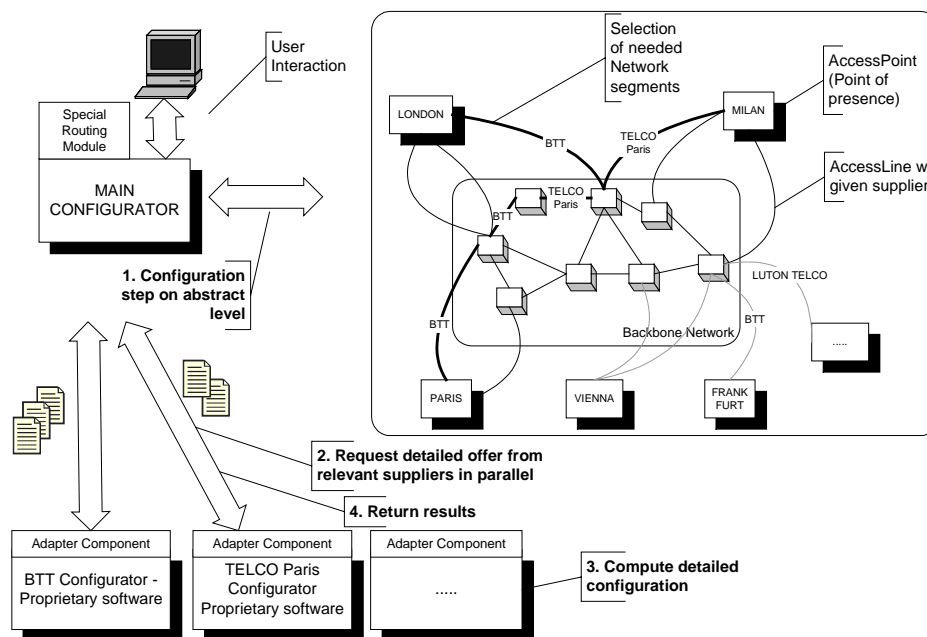 User
Interaction
Special
Routing
Module
MAIN
CONFIGURATOR
1. Configuration
step on abstract
level
Selection
of needed
Network
segments
AccessPoint
(Point of
presence)
LONDON
MILAN
BTT
TELCO
Paris
AccessLine w
given supplier
TELCO
Paris
BTT
BTT
LUTON TELCO
BTT
Backbone Network
.....
PARIS
VIENNA
FRANK
FURT
2. Request detailed offer from
relevant suppliers in parallel
4. Return results
3. Compute detailed
configuration
Adapter Component
BTT Configurator -
Proprietary software
Adapter Component
TELCO Paris
Configurator
Proprietary software
Adapter Component
.....